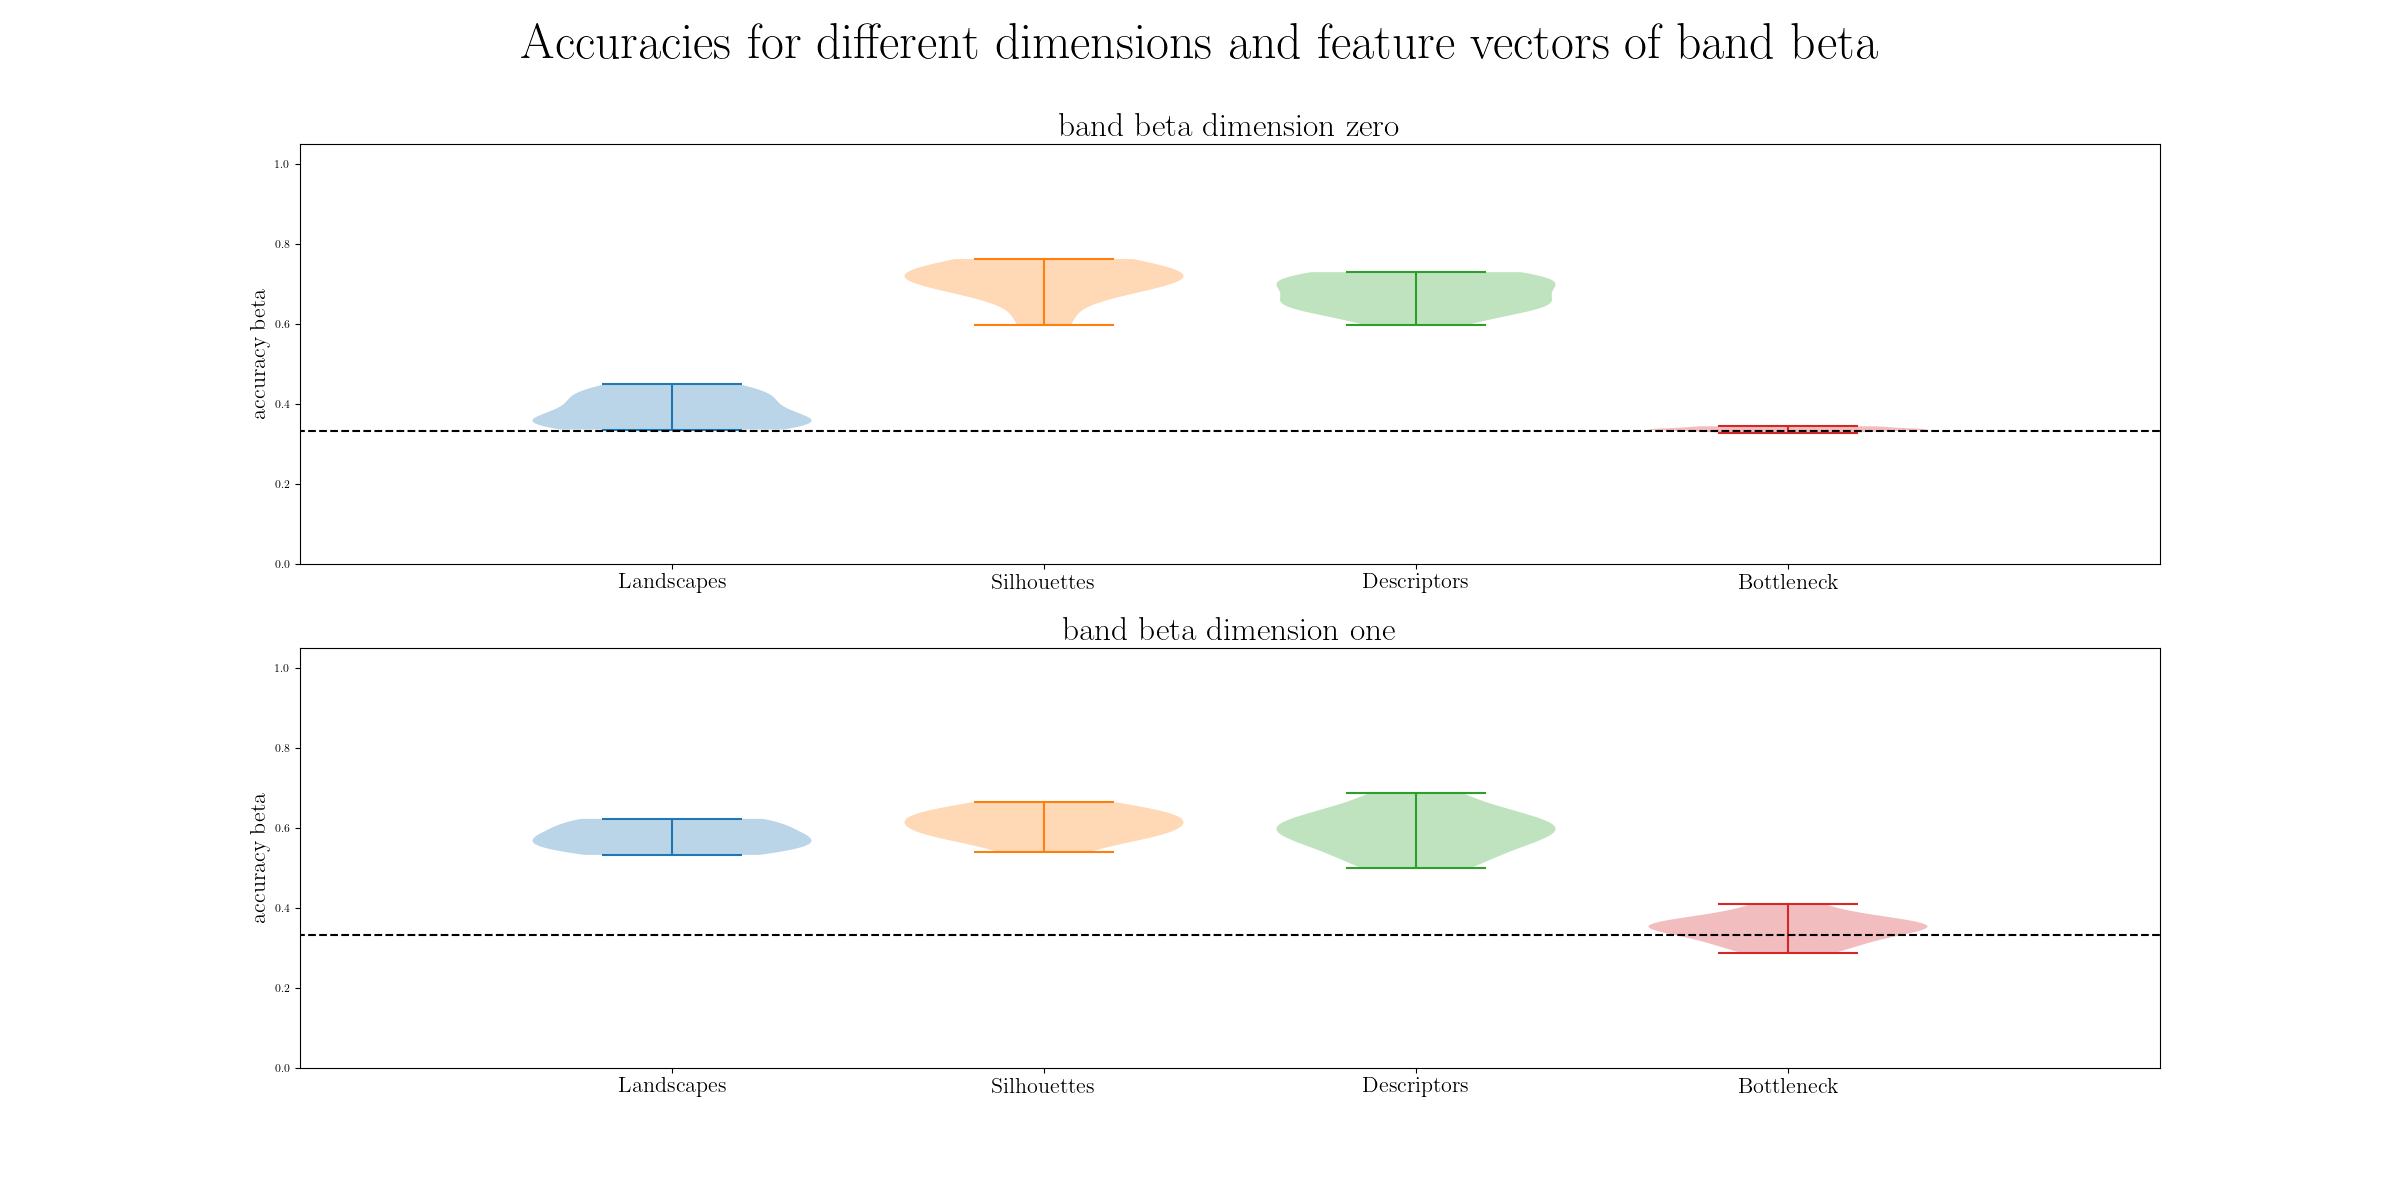 Accuracies for different dimensions and feature vectors of band beta
band beta dimension zero
1.0
0.8
0.6
0.4
0.2
0.0
accuracy beta
Landscapes Silhouettes Descriptors Bottleneck
band beta dimension one
1.0
0.8
0.6
0.4
0.2
0.0
accuracy beta
Landscapes Silhouettes Descriptors Bottleneck